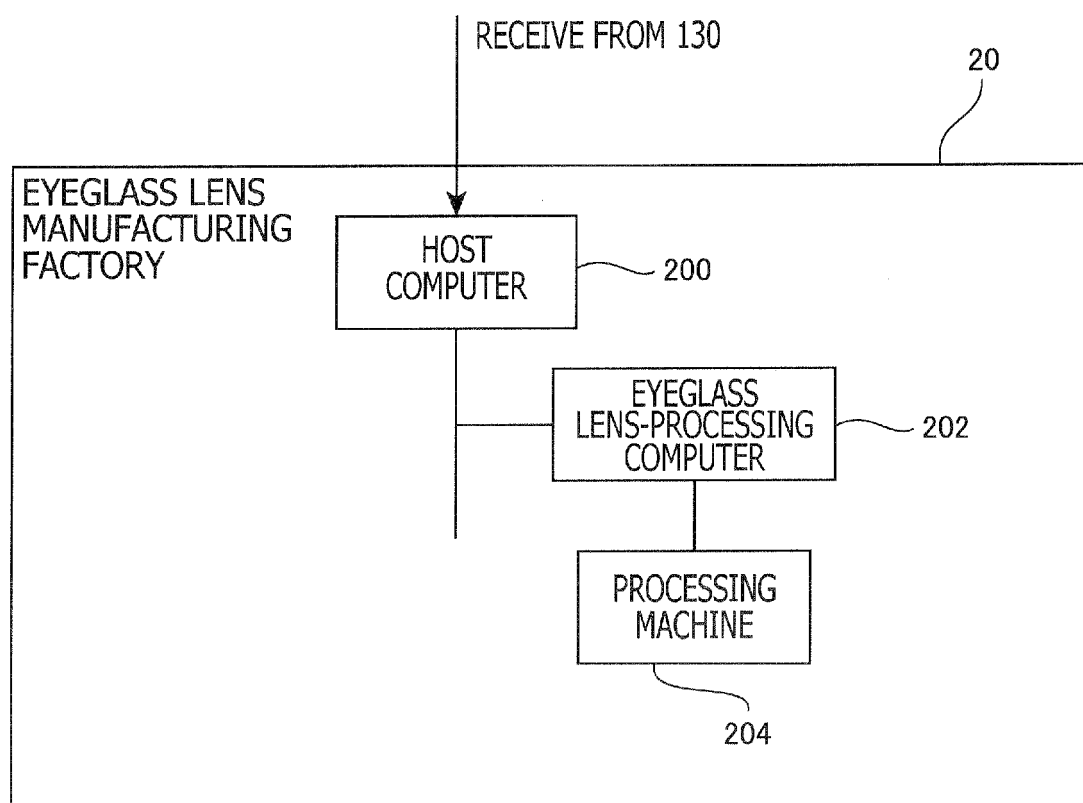 RECEIVE FROM 130
20
EYEGLASS LENS
MANUFACTURING
FACTORY
HOST
COMPUTER
200
EYEGLASS
LENS-PROCESSING
COMPUTER
202
PROCESSING
MACHINE
204